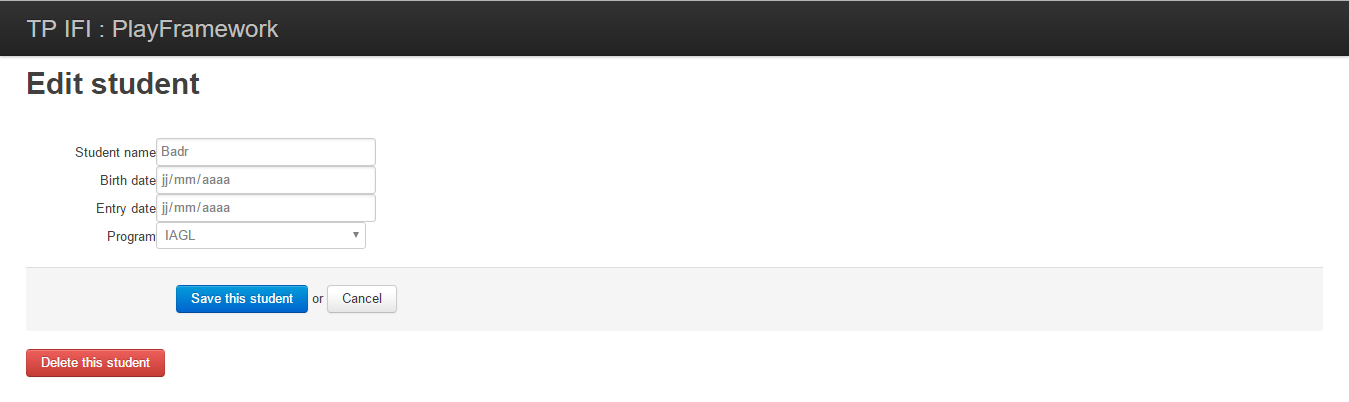 TP IFI : PlayFramework
Edit student
Student name Badr
Birth date jj/mm/aaaa
Entry date jj/mm/aaaa
Program IAGL
Save this student or Cancel
Delete this student